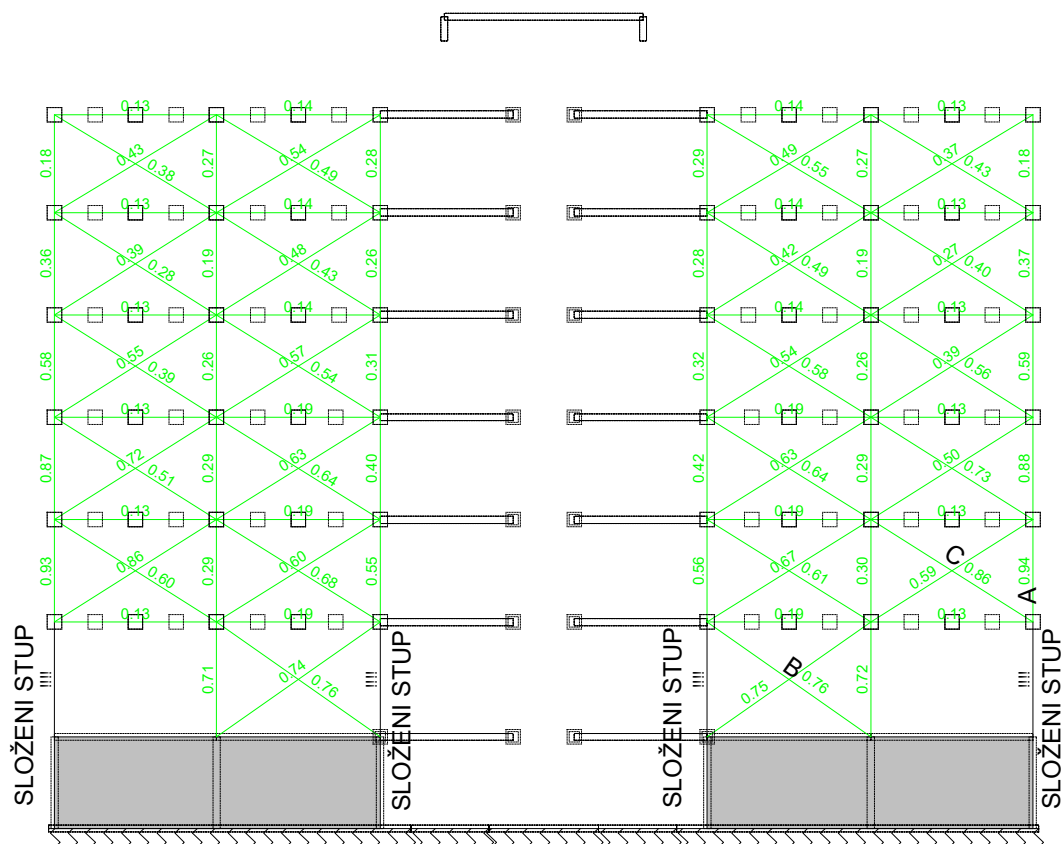 0.13 0.14 0.14 0.13
0.18 0.43 0.38 0.27 0.54 0.49 0.28 0.29 0.49 0.55 0.27 0.37 0.43 0.18
0.13 0.14 0.14 0.13
0.36 0.39 0.28 0.19 0.48 0.43 0.26 0.28 0.42 0.49 0.19 0.27 0.40 0.37
0.13 0.14 0.14 0.13
0.58 0.55 0.39 0.26 0.57 0.54 0.31 0.32 0.54 0.58 0.26 0.39 0.56 0.59
0.13 0.19 0.19 0.13
0.87 0.72 0.51 0.29 0.63 0.64 0.40 0.42 0.63 0.64 0.29 0.50 0.73 0.88
0.13 0.19 0.19 0.13
0.93 0.86 0.60 0.29 0.60 0.68 0.55 0.56 0.67 0.61 0.30 0.59 C 0.86 0.94 A
0.13 0.19 0.19 0.13
0.71 0.74 0.76 0.75 B 0.76 0.72
SLOŽENI STUP
SLOŽENI STUP
SLOŽENI STUP
SLOŽENI STUP